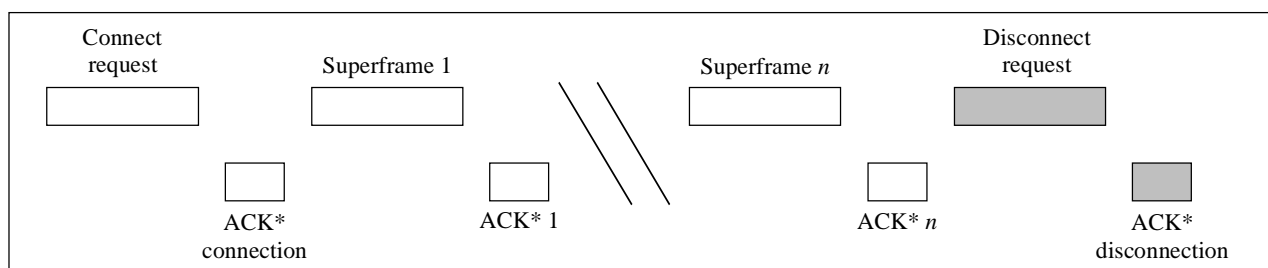 Connect
request
Superframe 1
Superframe n
Disconnect
request
ACK*
connection
ACK* 1
ACK* n
ACK*
disconnection